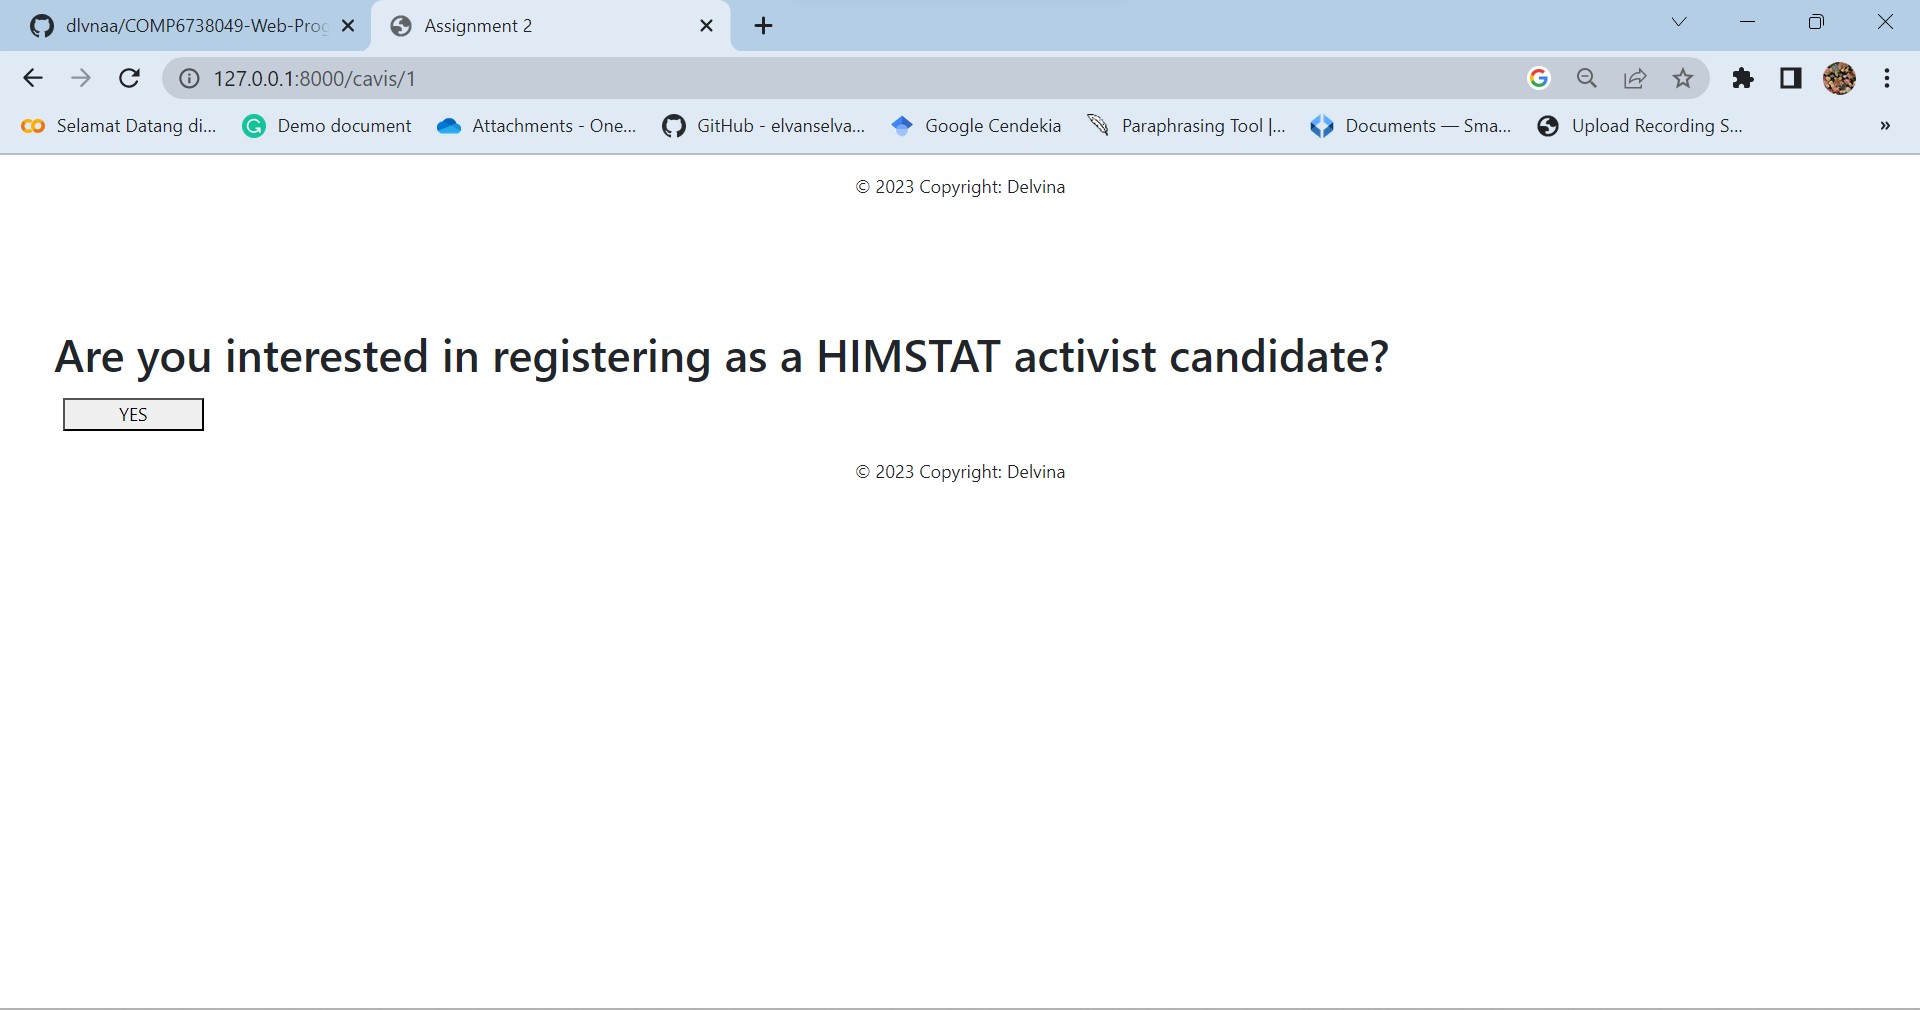 dlvnaa/COMP6738049-Web-Prog
Assignment 2
127.0.0.1:8000/cavis/1
Selamat Datang di...
Demo document
Attachments - One...
GitHub - elvanselva...
Google Cendekia
Paraphrasing Tool |...
Documents — Sma...
Upload Recording S...
»
© 2023 Copyright: Delvina
Are you interested in registering as a HIMSTAT activist candidate?
YES
© 2023 Copyright: Delvina